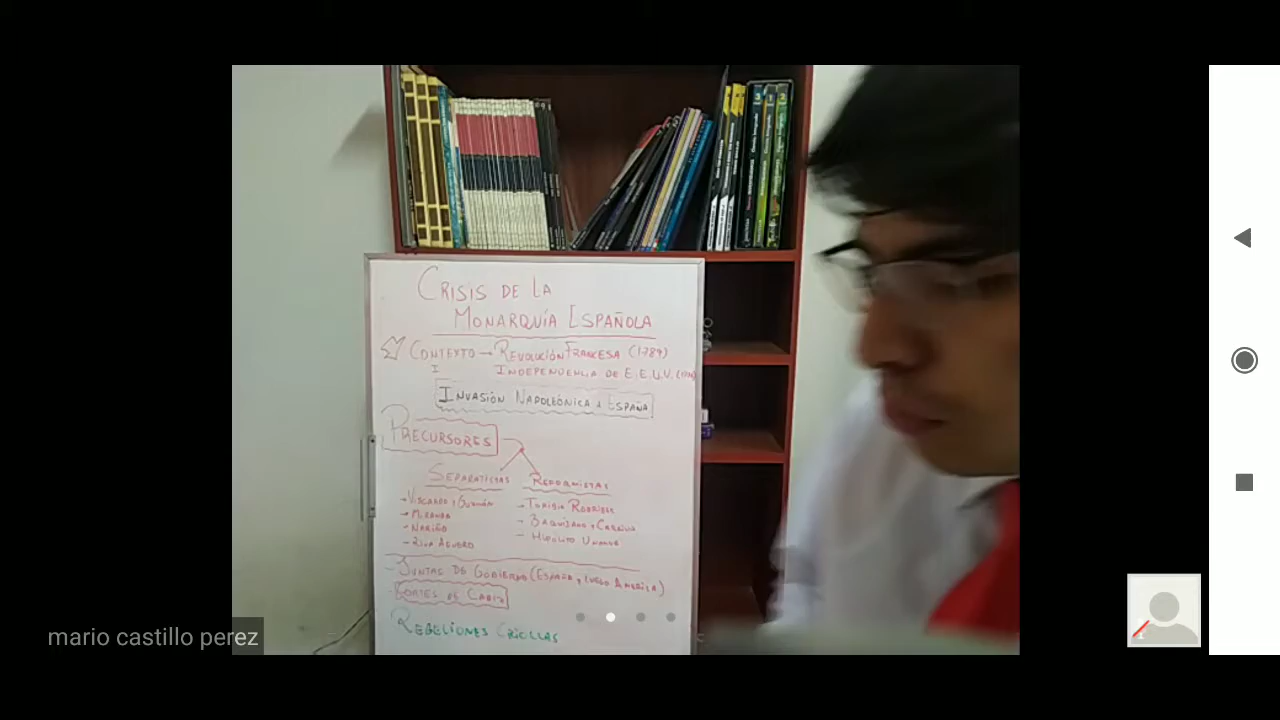 CRISIS DE LA
MONARQUÍA ESPAÑOLA
CONTEXTO → REVOLUCIÓN FRANCESA (1789)
INDEPENDENCIA DE E.E.U.U.
INVASIÓN NAPOLEÓNICA A ESPAÑA
PRECURSORES
SEPARATISTAS REFORMISTAS
- VISCARDO Y GUZMÁN - TORIBIO RODRÍGUEZ
- MIRANDA - BAQUÍJANO Y CARRILLO
- NARIÑO - HIPÓLITO UNANUE
- RIVA AGUERO
- JUNTAS DE GOBIERNO (ESPAÑA Y LUEGO AMÉRICA)
- CORTES DE CADIZ
REBELIONES CRIOLLAS
mario castillo perez